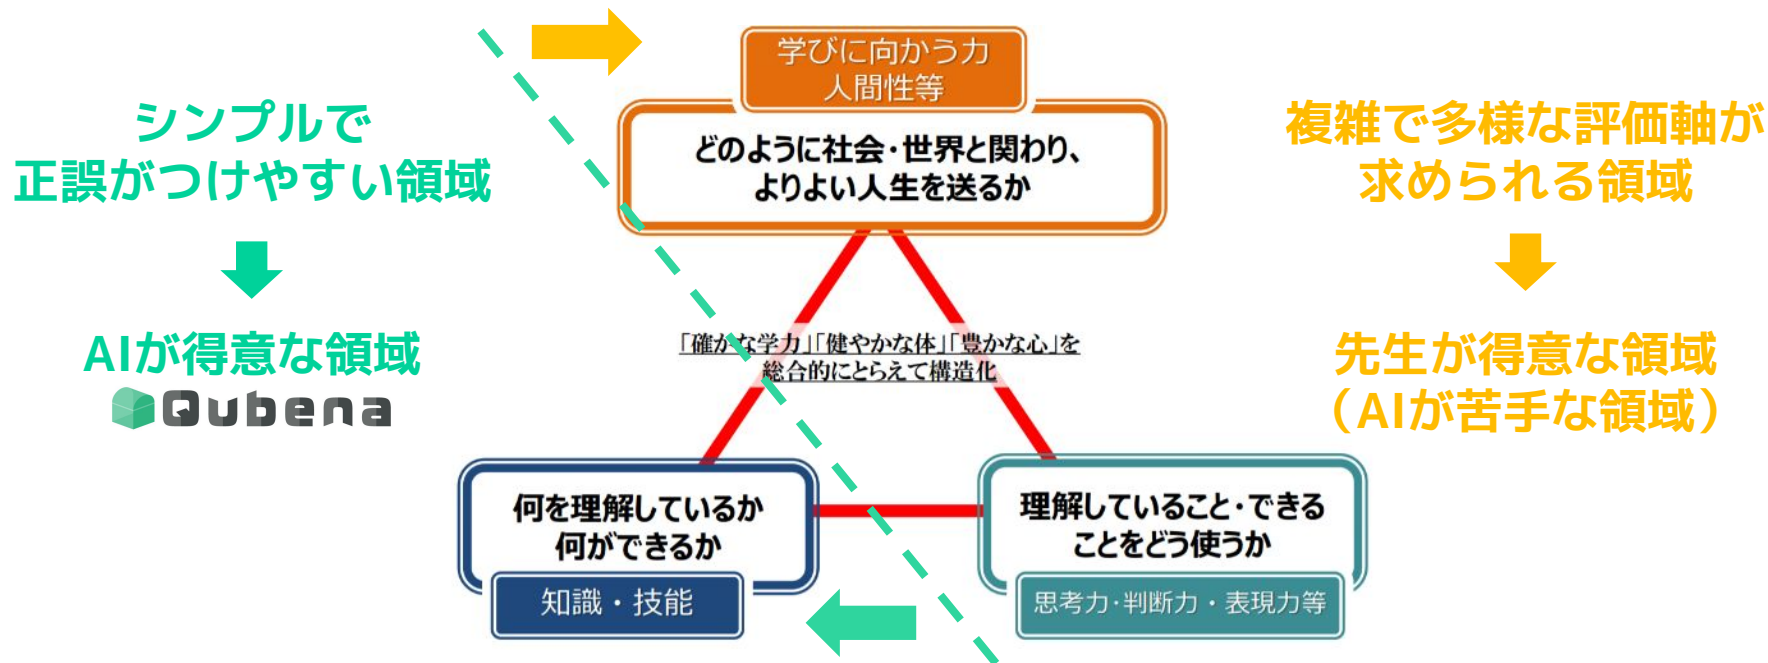 シンプルで
正誤がつけやすい領域
AIが得意な領域
Qubena
学びに向かう力
人間性等
どのように社会・世界と関わり、
よりよい人生を送るか
「確かな学力」「健やかな体」「豊かな心」を
総合的にとらえて構造化
何を理解しているか
何ができるか
知識・技能
理解していること・できる
ことをどう使うか
思考力・判断力・表現力等
複雑で多様な評価軸が
求められる領域
先生が得意な領域
（AIが苦手な領域）